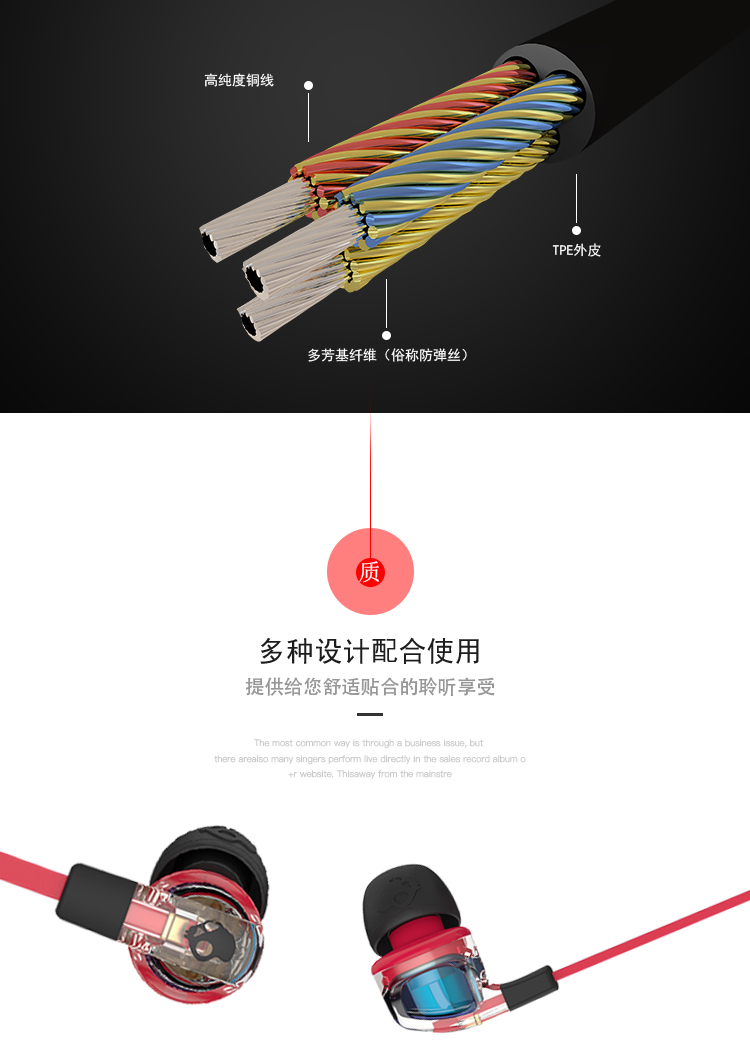 高纯度铜线
TPE外皮
多芳基纤维（俗称防弹丝）
质
多种设计配合使用
提供给您舒适贴合的聆听享受
The most common way is through a business issue, but
there arealso many singers perform live directly in the sales record album o
+r website. Thisaway from the mainstre